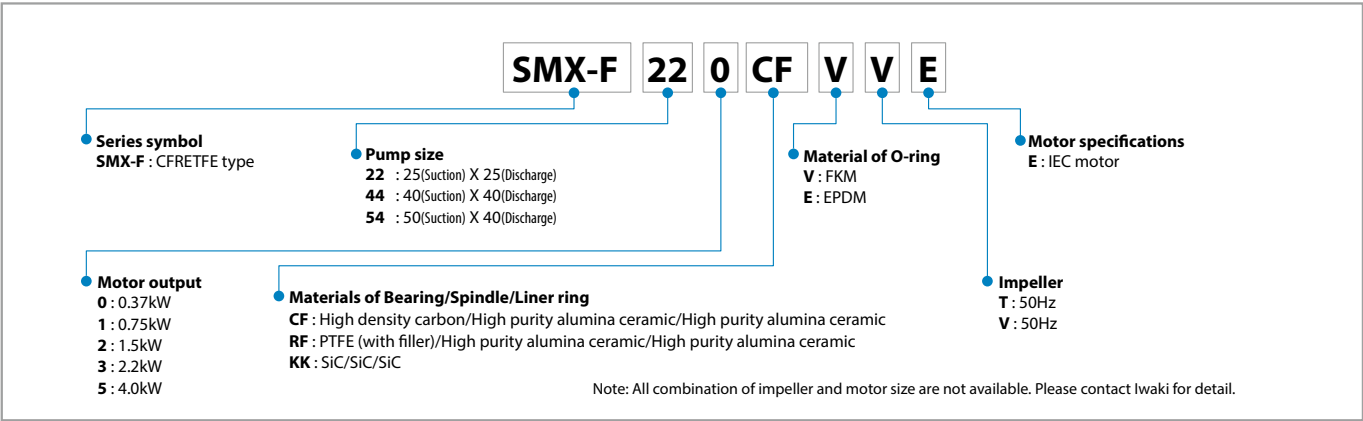 SMX-F 22 0 CF V V E
Series symbol
SMX-F : CFRETFE type
Pump size
22 : 25(Suction) X 25(Discharge)
44 : 40(Suction) X 40(Discharge)
54 : 50(Suction) X 40(Discharge)
Material of O-ring
V : FKM
E : EPDM
Motor specifications
E : IEC motor
Motor output
0 : 0.37kW
1 : 0.75kW
2 : 1.5kW
3 : 2.2kW
5 : 4.0kW
Materials of Bearing/Spindle/Liner ring
CF : High density carbon/High purity alumina ceramic/High purity alumina ceramic
RF : PTFE (with filler)/High purity alumina ceramic/High purity alumina ceramic
KK : SiC/SiC/SiC
Impeller
T : 50Hz
V : 50Hz
Note: All combination of impeller and motor size are not available. Please contact Iwaki for detail.